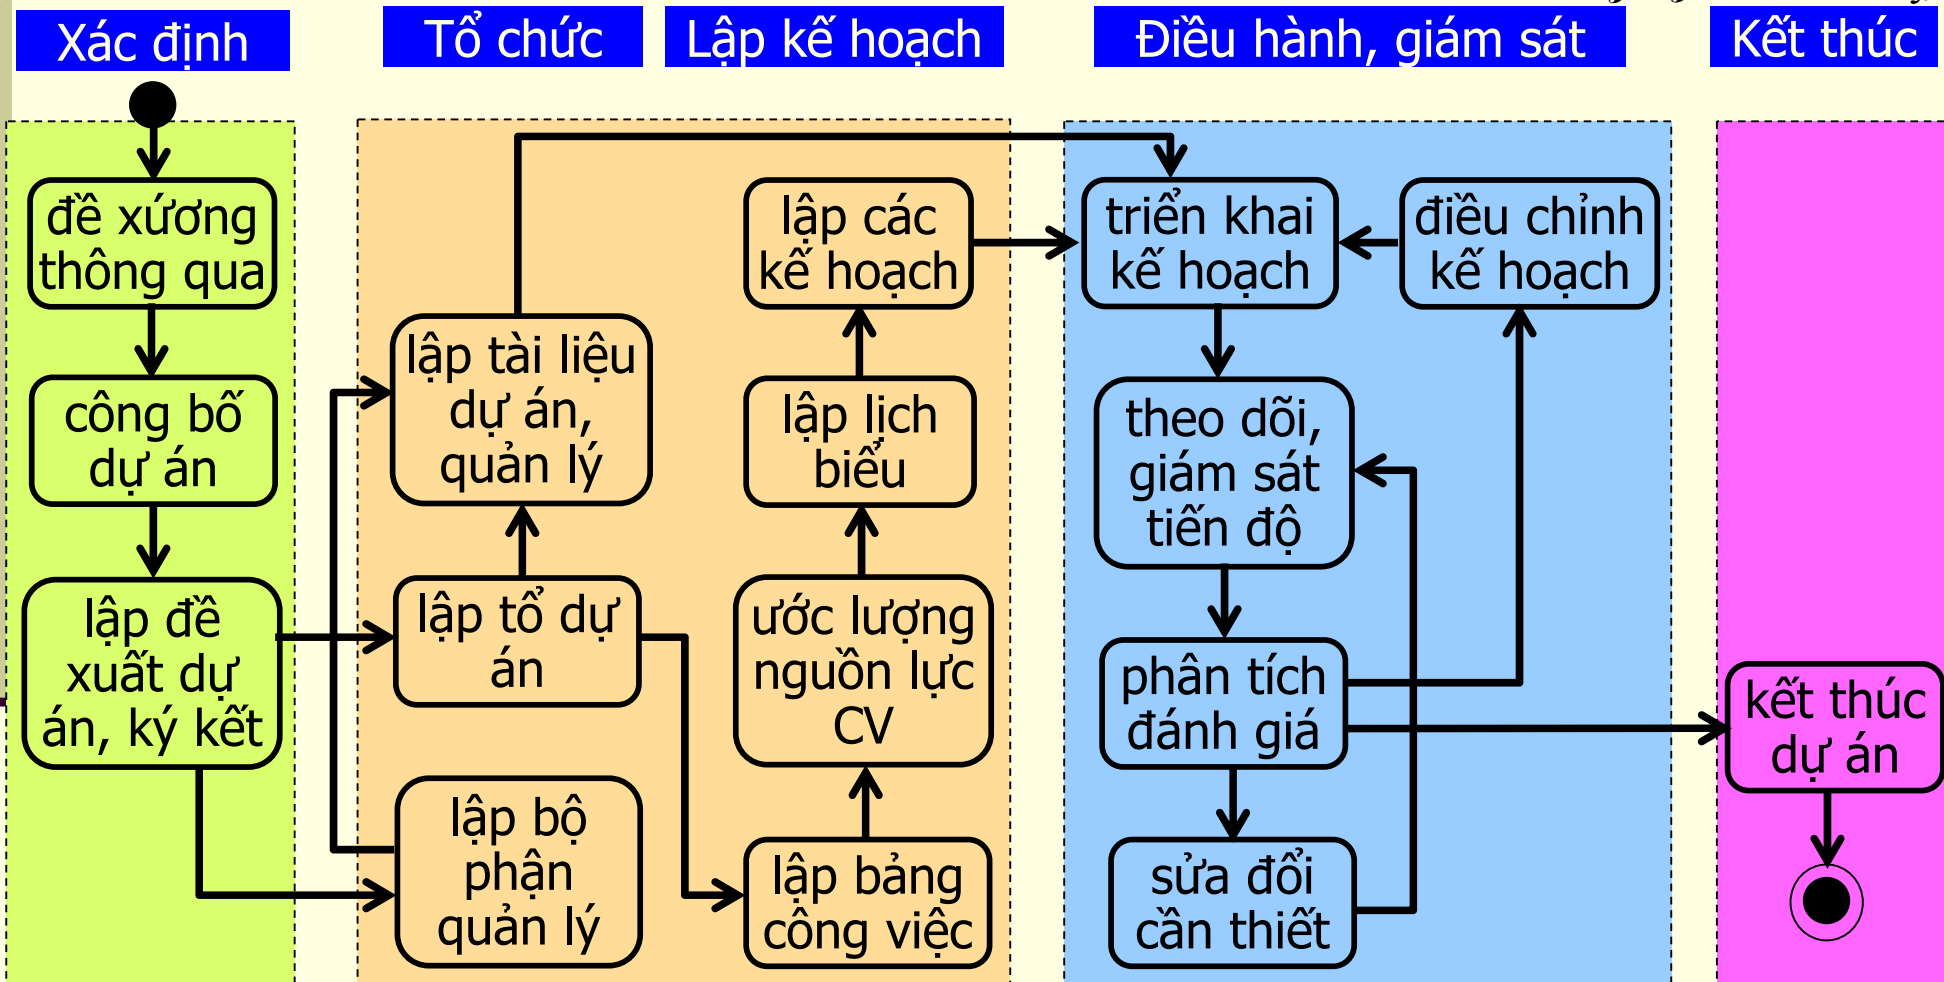 Xác định
Tổ chức
Lập kế hoạch
Điều hành, giám sát
Kết thúc
đề xứơng
thông qua
công bố
dự án
lập đề
xuất dự
án, ký kết
lập tài liệu
dự án,
quản lý
lập tổ dự
án
lập bộ
phận
quản lý
lập các
kế hoạch
lập lịch
biểu
ước lượng
nguồn lực
CV
lập bảng
công việc
triển khai
kế hoạch
theo dõi,
giám sát
tiến độ
phân tích
đánh giá
sửa đổi
cần thiết
điều chỉnh
kế hoạch
kết thúc
dự án